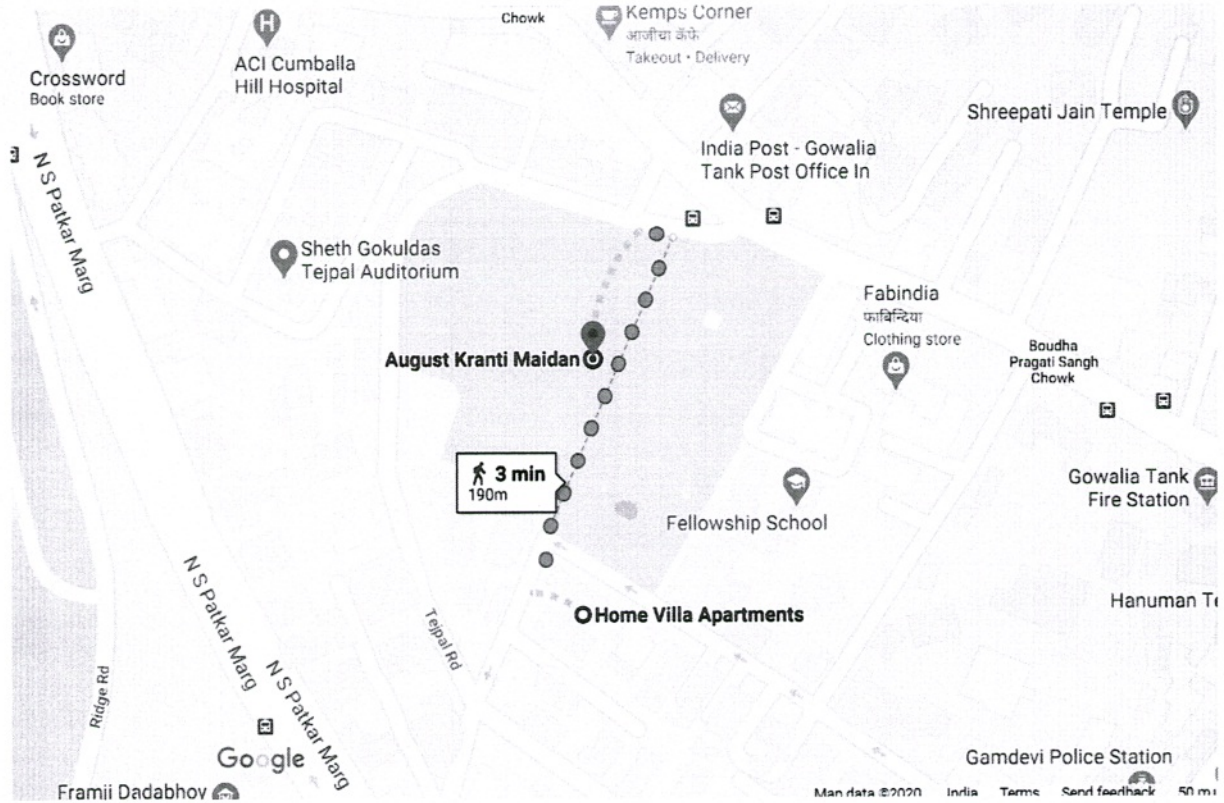 Chowk
Kemps Corner
आजीचा कॅफे
Takeout • Delivery
Crossword
Book store
ACI Cumballa
Hill Hospital
India Post - Gowalia
Tank Post Office In
Shreepati Jain Temple
N S Patkar Marg
Sheth Gokuldas
Tejpal Auditorium
Fabindia
फाबिन्दिया
Clothing store
August Kranti Maidan
Boudha
Pragati Sangh
Chowk
3 min
190m
Gowalia Tank
Fire Station
Fellowship School
Home Villa Apartments
Hanuman Te
N S Patkar Marg
Tejpal Rd
Ridge Rd
N S Patkar Marg
Google
Gamdevi Police Station
Framji Dadabhoy
Map data ©2020 India Terms Send feedback 50 m